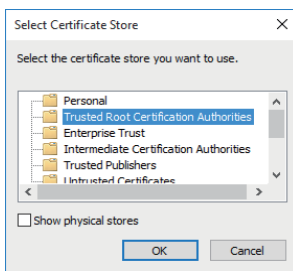 Select Certificate Store
Select the certificate store you want to use.
Personal
Trusted Root Certification Authorities
Enterprise Trust
Intermediate Certification Authorities
Trusted Publishers
Untrusted Certificates
Show physical stores
OK
Cancel